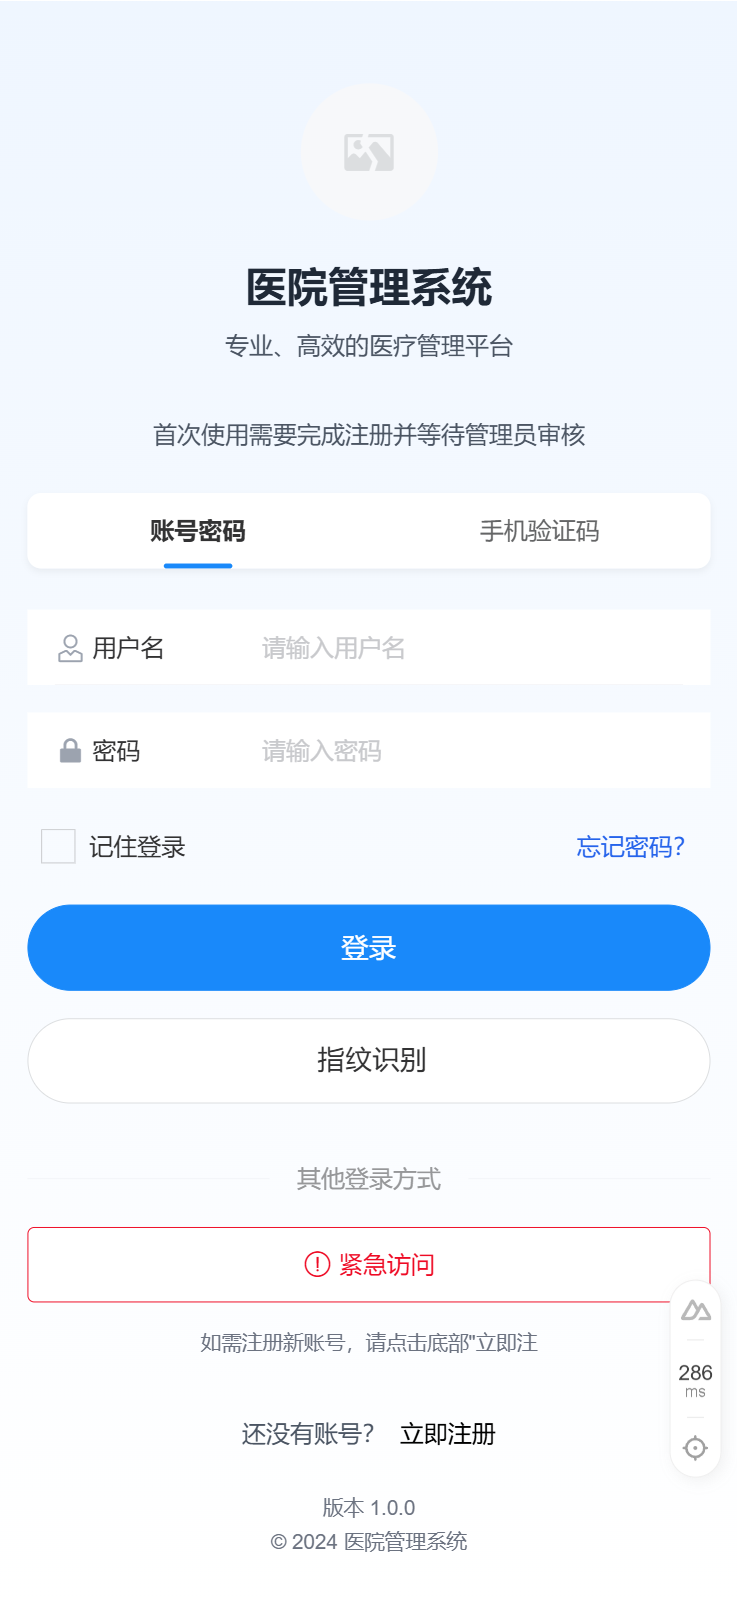 医院管理系统
专业、高效的医疗管理平台
首次使用需要完成注册并等待管理员审核
账号密码 手机验证码
用户名 请输入用户名
密码 请输入密码
记住登录 忘记密码?
登录
指纹识别
其他登录方式
紧急访问
如需注册新账号，请点击底部"立即注
286
ms
还没有账号? 立即注册
版本 1.0.0
© 2024 医院管理系统